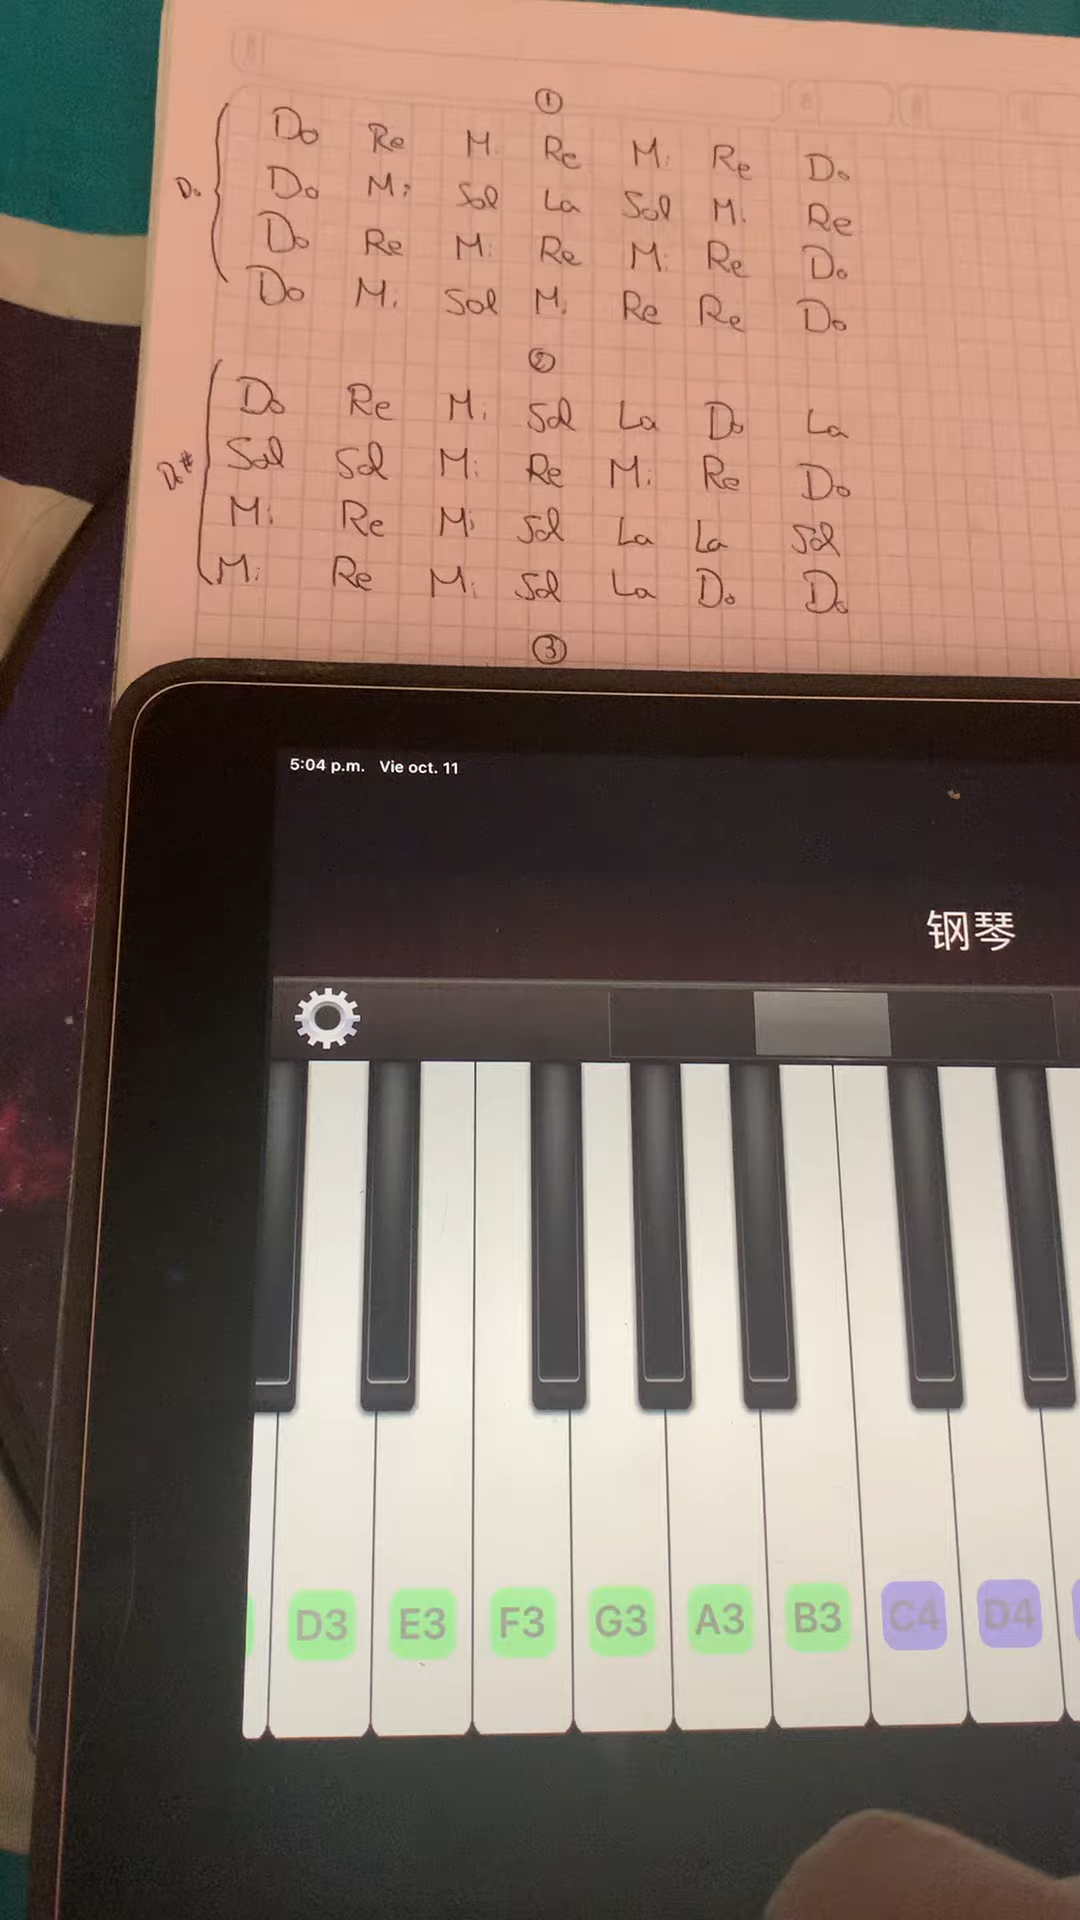 ①
Do Re Mi Re Mi Re Do
Do Mi Sol La Sol Mi Re
Do
Do Re Mi Re Mi Re Do
Do Mi Sol Mi Re Re Do
②
Do Re Mi Sol La Do La
Do#
Sol Sol Mi Re Mi Re Do
Mi Re Mi Sol La La Sol
Mi Re Mi Sol La Do Do
③
5:04 p.m. Vie oct. 11
钢琴
D3 E3 F3 G3 A3 B3 C4 D4